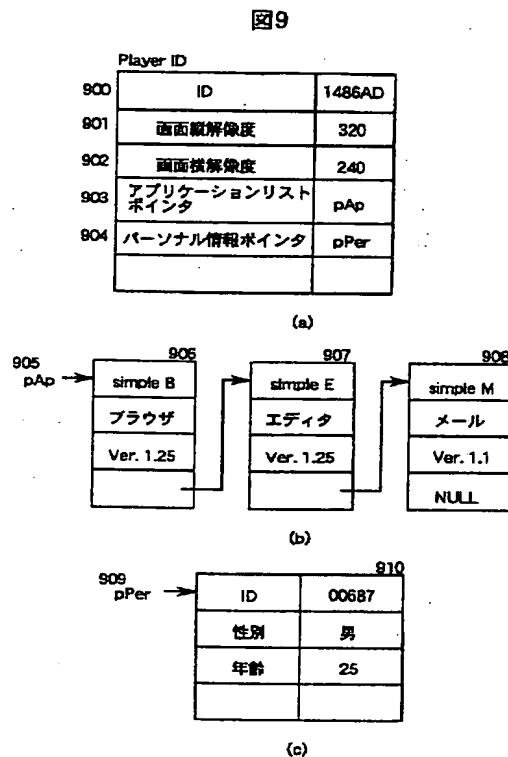 図9
Player ID
900 ID 1486AD
901 画面縦解像度 320
902 画面横解像度 240
903 アプリケーションリスト
ポインタ pAp
904 パーソナル情報ポインタ pPer
(a)
905 906 907 908
pAp simple B simple E simple M
ブラウザ エディタ メール
Ver. 1.25 Ver. 1.25 Ver. 1.1
NULL
(b)
909 910
pPer ID 00687
性別 男
年齢 25
(c)